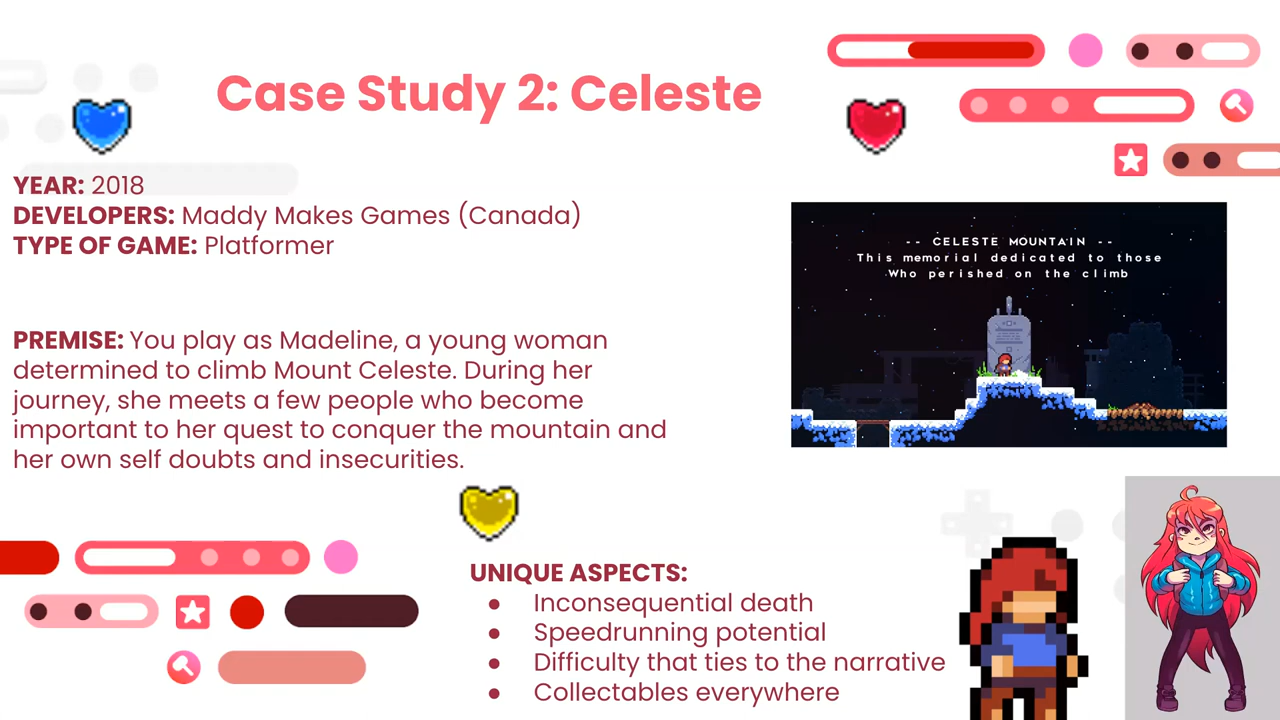 Case Study 2: Celeste
YEAR: 2018
DEVELOPERS: Maddy Makes Games (Canada)
TYPE OF GAME: Platformer
-- CELESTE MOUNTAIN --
This memorial dedicated to those
Who perished on the climb
PREMISE: You play as Madeline, a young woman
determined to climb Mount Celeste. During her
journey, she meets a few people who become
important to her quest to conquer the mountain and
her own self doubts and insecurities.
UNIQUE ASPECTS:
● Inconsequential death
● Speedrunning potential
● Difficulty that ties to the narrative
● Collectables everywhere